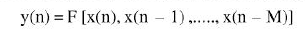 y(n) = F [x(n), x(n – 1) ,....., x(n – M)]